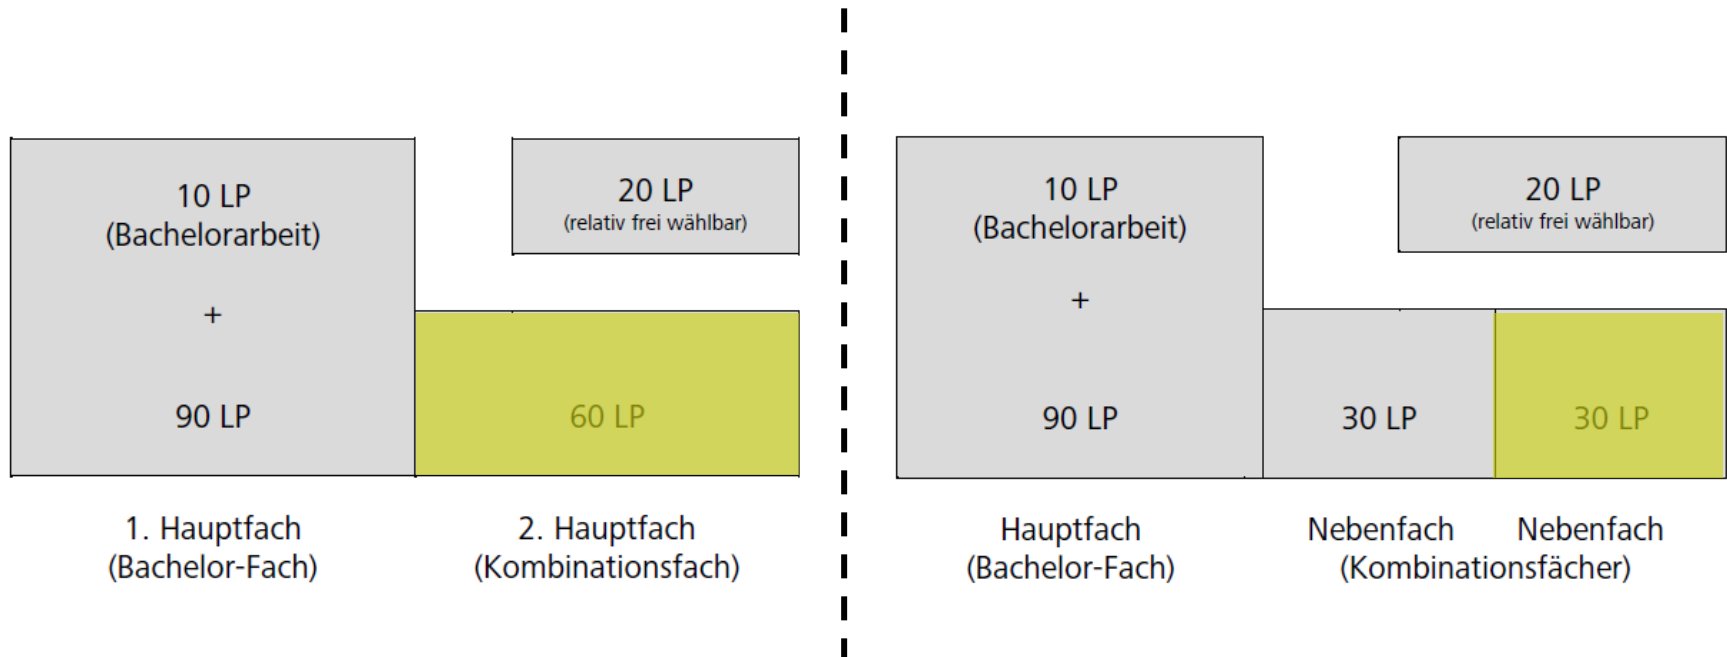 10 LP
(Bachelorarbeit)
+
90 LP
20 LP
(relativ frei wählbar)
60 LP
1. Hauptfach
(Bachelor-Fach)
2. Hauptfach
(Kombinationsfach)
10 LP
(Bachelorarbeit)
+
90 LP
20 LP
(relativ frei wählbar)
30 LP
30 LP
Hauptfach
(Bachelor-Fach)
Nebenfach Nebenfach
(Kombinationsfächer)